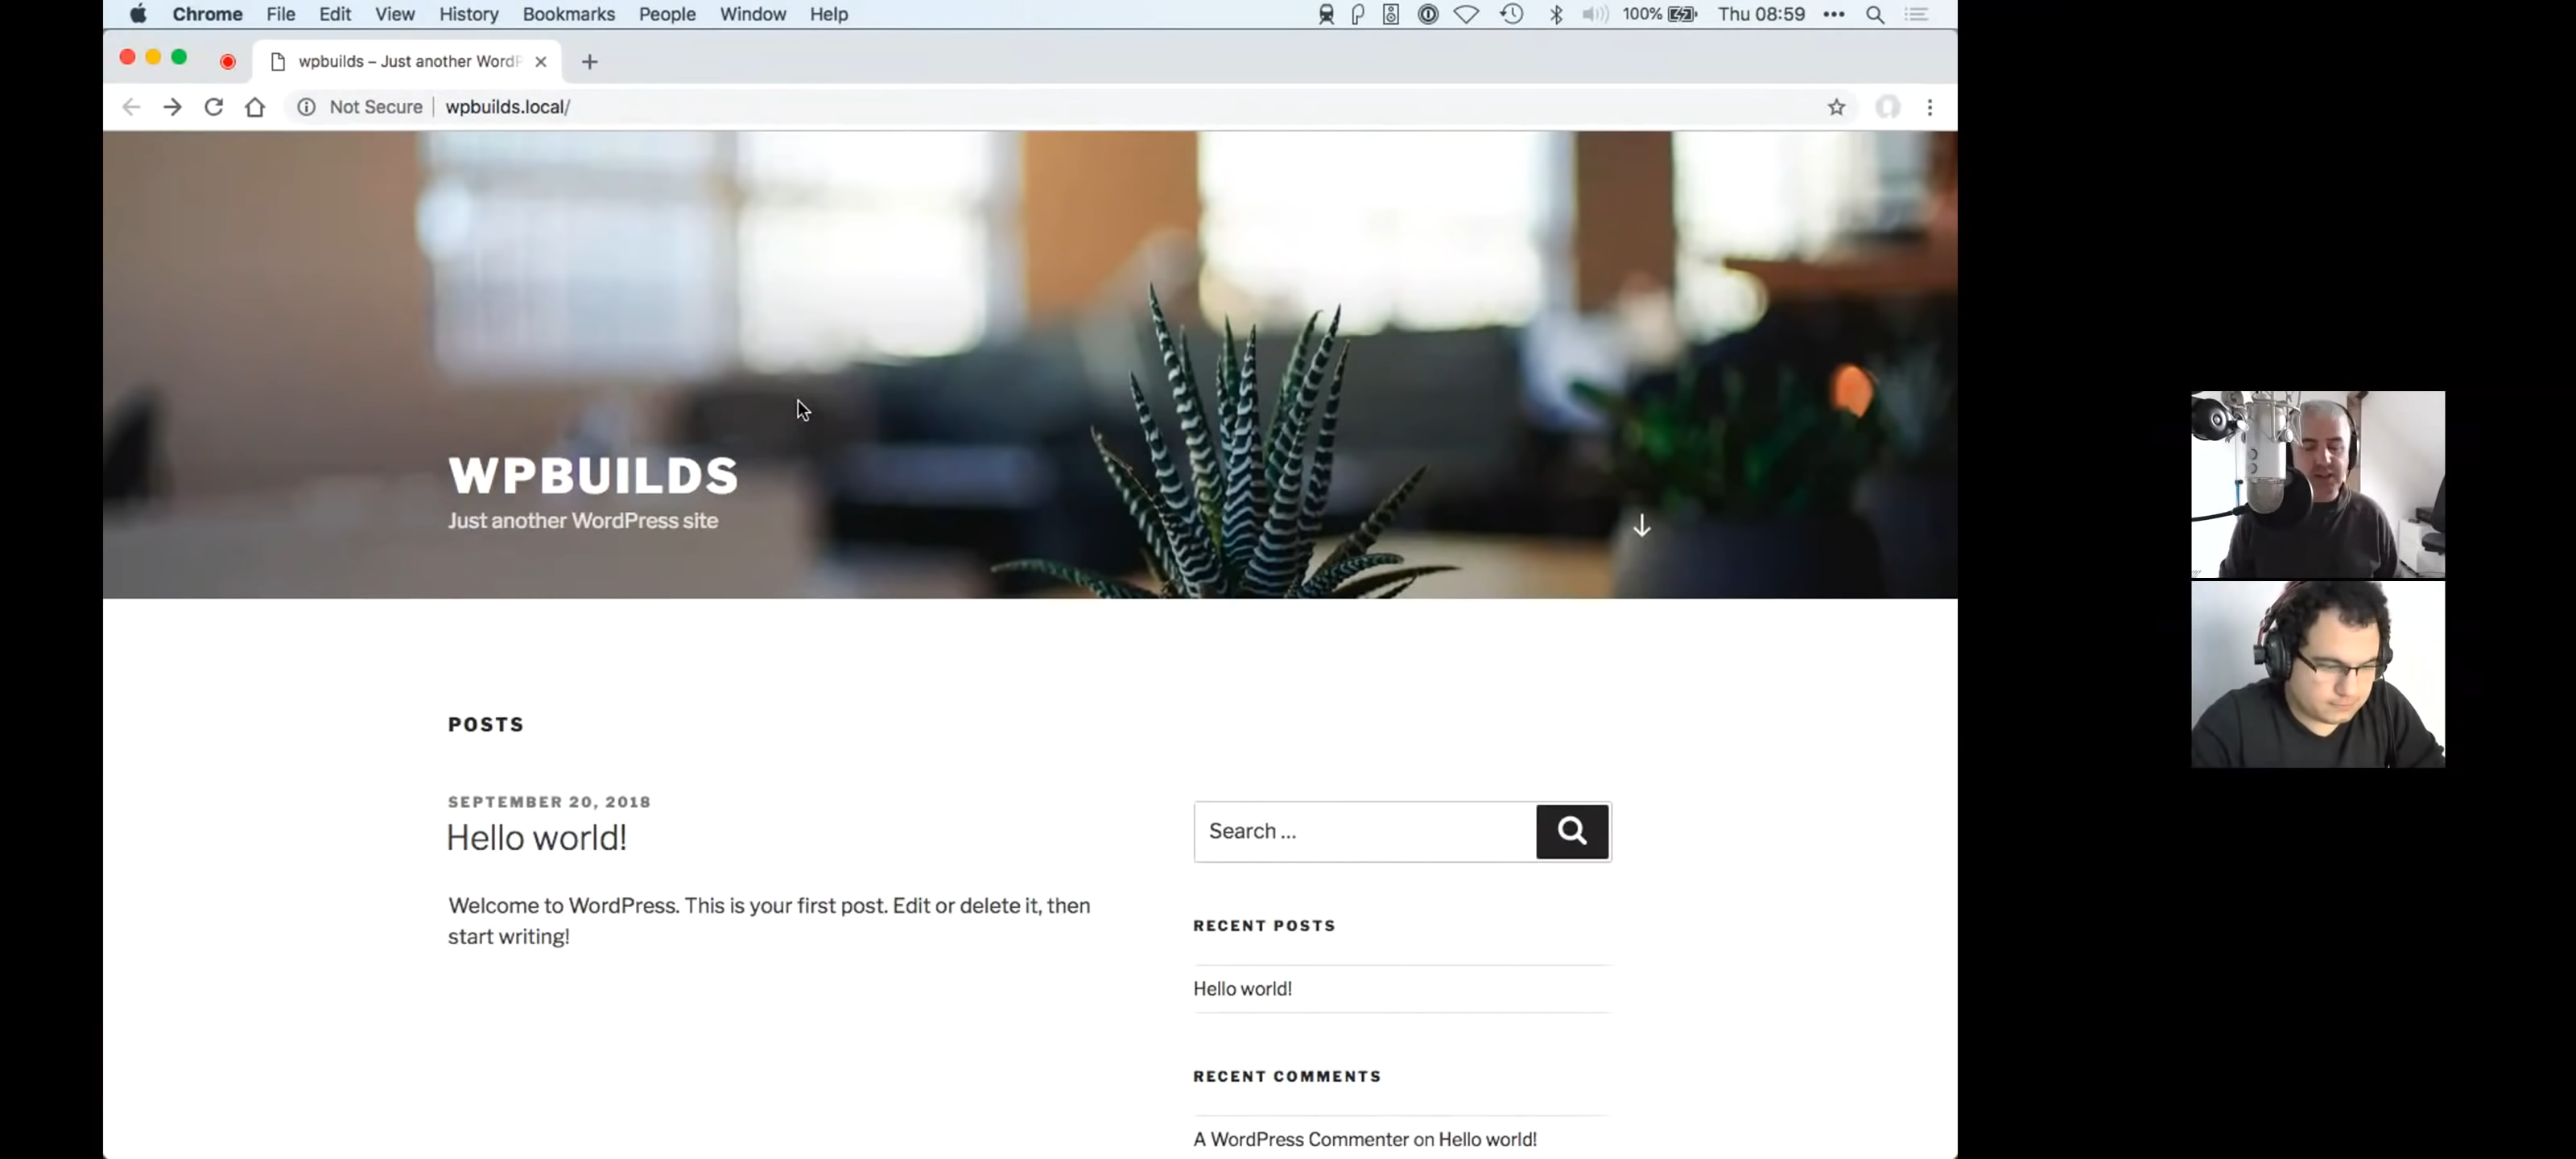 Chrome File Edit View History Bookmarks People Window Help 100% Thu 08:59
wpbuilds – Just another WordP
Not Secure wpbuilds.local/
WPBUILDS
Just another WordPress site
POSTS
SEPTEMBER 20, 2018
Hello world!
Welcome to WordPress. This is your first post. Edit or delete it, then
start writing!
Search ...
RECENT POSTS
Hello world!
RECENT COMMENTS
A WordPress Commenter on Hello world!